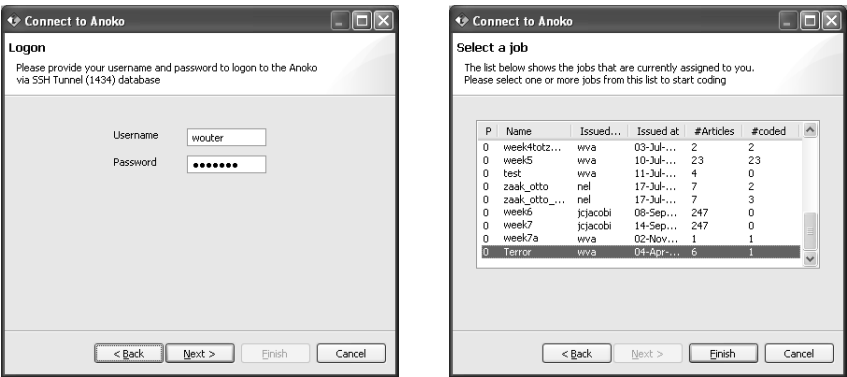 Connect to Anoko
Logon
Please provide your username and password to logon to the Anoko
via SSH Tunnel (1434) database
Username wouter
Password •••••••
< Back Next > Finish Cancel
Connect to Anoko
Select a job
The list below shows the jobs that are currently assigned to you.
Please select one or more jobs from this list to start coding
P Name Issued... Issued at #Articles #coded
0 week4totz... wva 03-Jul-... 2 2
0 week5 wva 10-Jul-... 23 23
0 test wva 11-Jul-... 4 0
0 zaak_otto nel 17-Jul-... 7 2
0 zaak_otto_... nel 17-Jul-... 7 3
0 week6 jcjacobi 08-Sep... 247 0
0 week7 jcjacobi 14-Sep... 247 0
0 week7a wva 02-Nov... 1 1
0 Terror wva 04-Apr-... 6 1
< Back Next > Finish Cancel